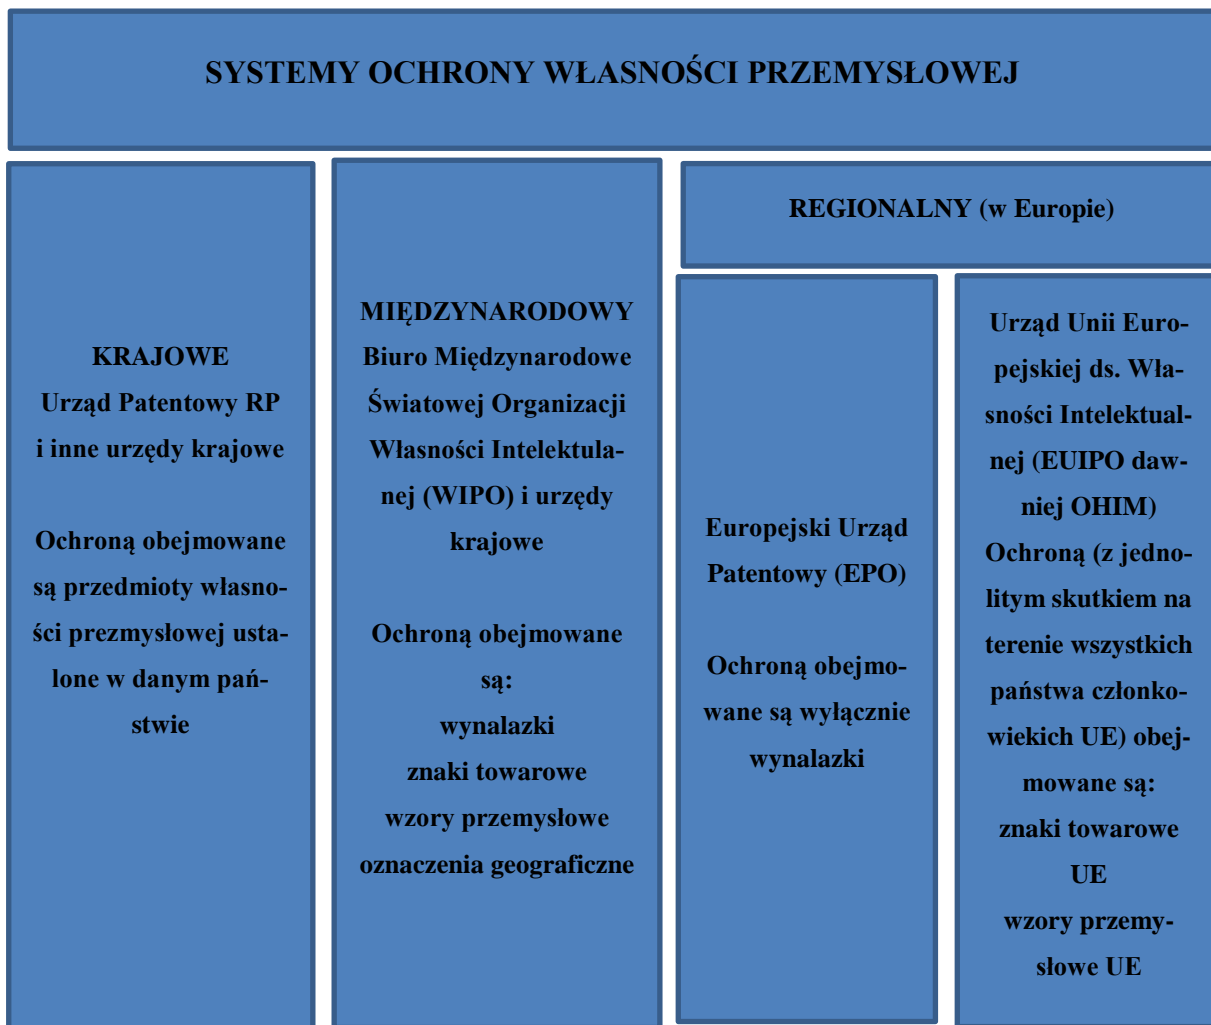 SYSTEMY OCHRONY WŁASNOŚCI PRZEMYSŁOWEJ
KRAJOWE
Urząd Patentowy RP
i inne urzędy krajowe
Ochroną obejmowane
są przedmioty własno-
ści prezmysłowej usta-
lone w danym pań-
stwie
MIĘDZYNARODOWY
Biuro Międzynarodowe
Światowej Organizacji
Własności Intelektula-
nej (WIPO) i urzędy
krajowe
Ochroną obejmowane
są:
wynalazki
znaki towarowe
wzory przemysłowe
oznaczenia geograficzne
REGIONALNY (w Europie)
Europejski Urząd
Patentowy (EPO)
Ochroną obejmo-
wane są wyłącznie
wynalazki
Urząd Unii Euro-
pejskiej ds. Wła-
sności Intelektual-
nej (EUIPO daw-
niej OHIM)
Ochroną (z jedno-
litym skutkiem na
terenie wszystkich
państwa członko-
wiekich UE) obej-
mowane są:
znaki towarowe
UE
wzory przemy-
słowe UE